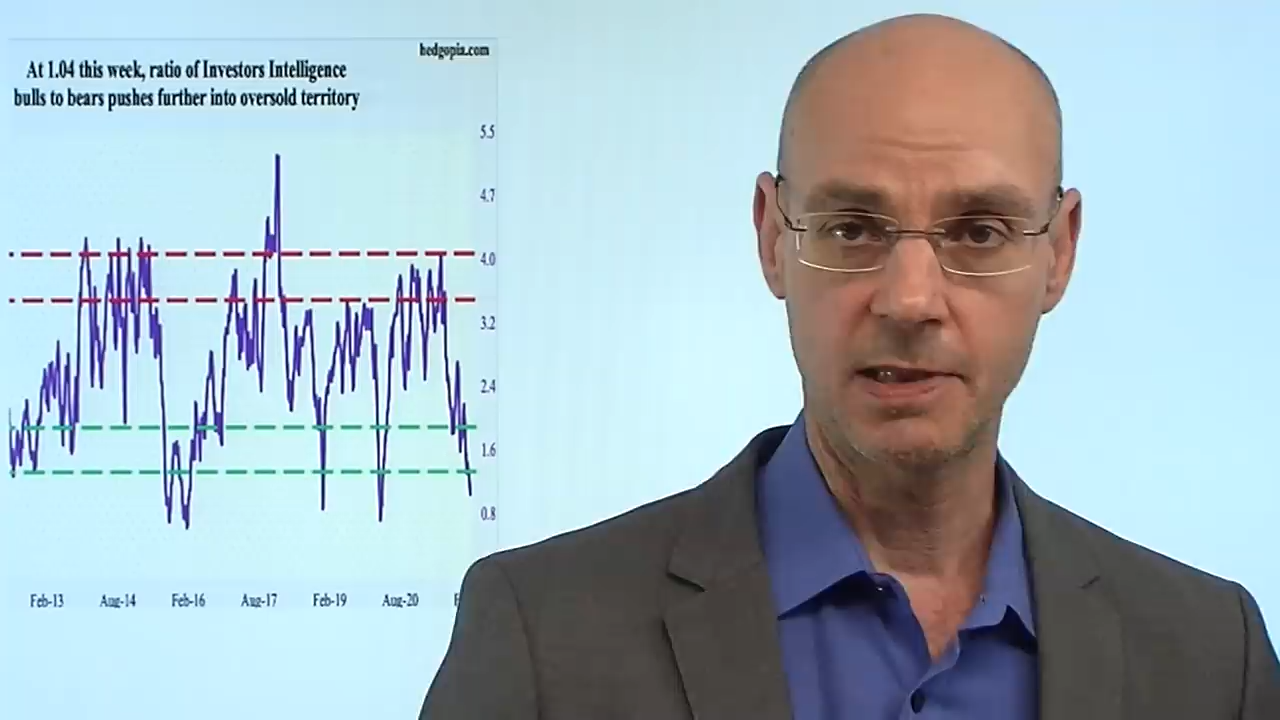 hedgopia.com
At 1.04 this week, ratio of Investors Intelligence
bulls to bears pushes further into oversold territory
5.5
4.7
4.0
3.2
2.4
1.6
0.8
Feb-13 Aug-14 Feb-16 Aug-17 Feb-19 Aug-20